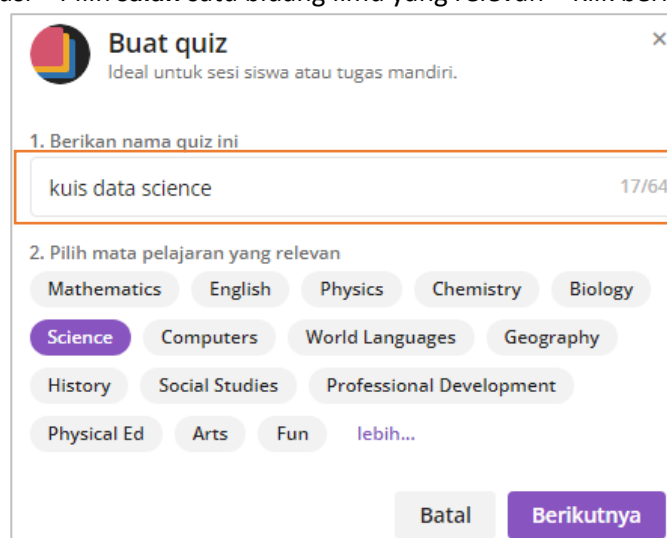 Buat quiz
Ideal untuk sesi siswa atau tugas mandiri.
1. Berikan nama quiz ini
kuis data science 17/64
2. Pilih mata pelajaran yang relevan
Mathematics English Physics Chemistry Biology
Science Computers World Languages Geography
History Social Studies Professional Development
Physical Ed Arts Fun lebih...
Batal Berikutnya